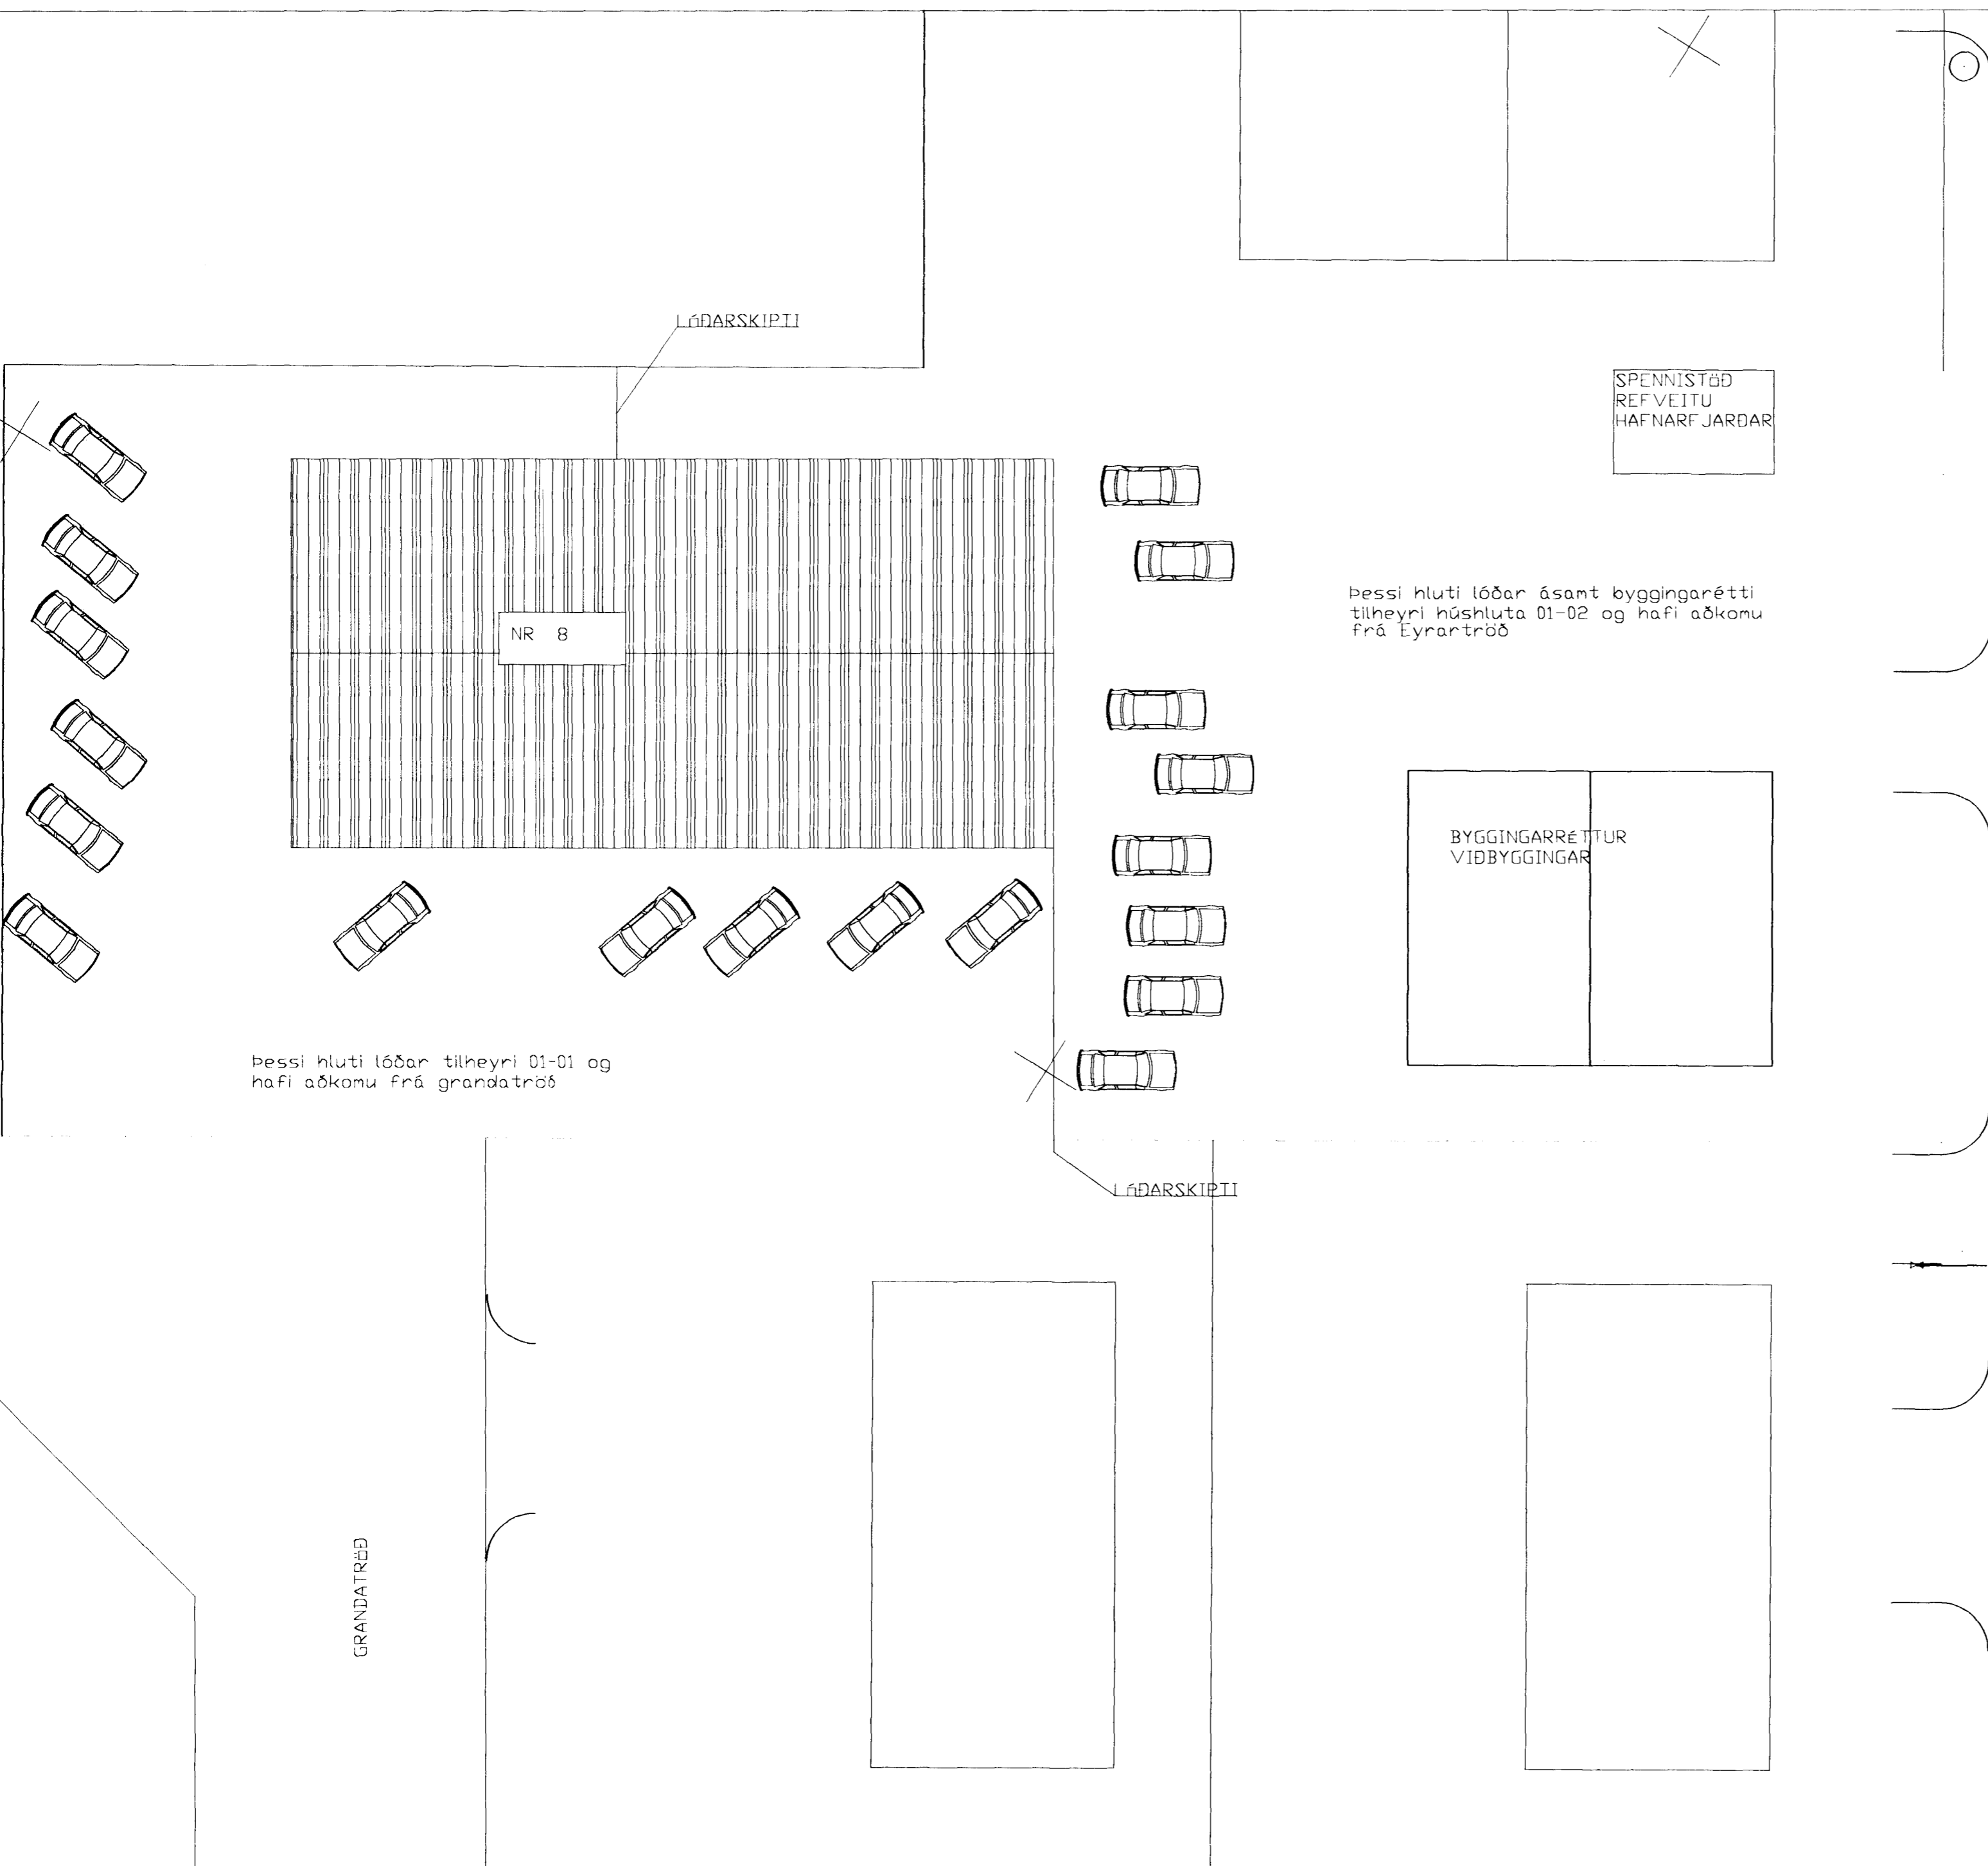 LÓÐARSKIPTI
SPENNISTÖÐ
REFVEITU
HAFNARFJARÐAR
Þessi hluti lóðar ásamt byggingarétti
tilheyri húshluta 01-02 og hafi aðkomu
frá Eyrartröð
NR 8
BYGGINGARRÉTTUR
VIÐBYGGINGAR
Þessi hluti lóðar tilheyri 01-01 og
hafi aðkomu frá grandatröð
LÓÐARSKIPTI
GRANDATRÖÐ